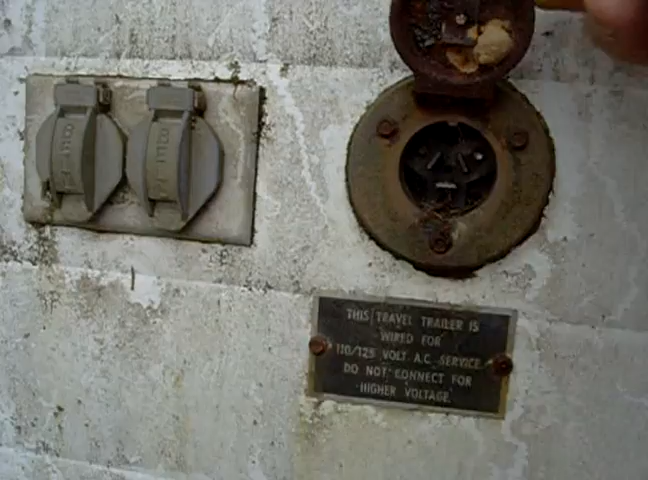 THIS TRAVEL TRAILER IS
WIRED FOR
110/125 VOLT A.C. SERVICE
DO NOT CONNECT FOR
HIGHER VOLTAGE.